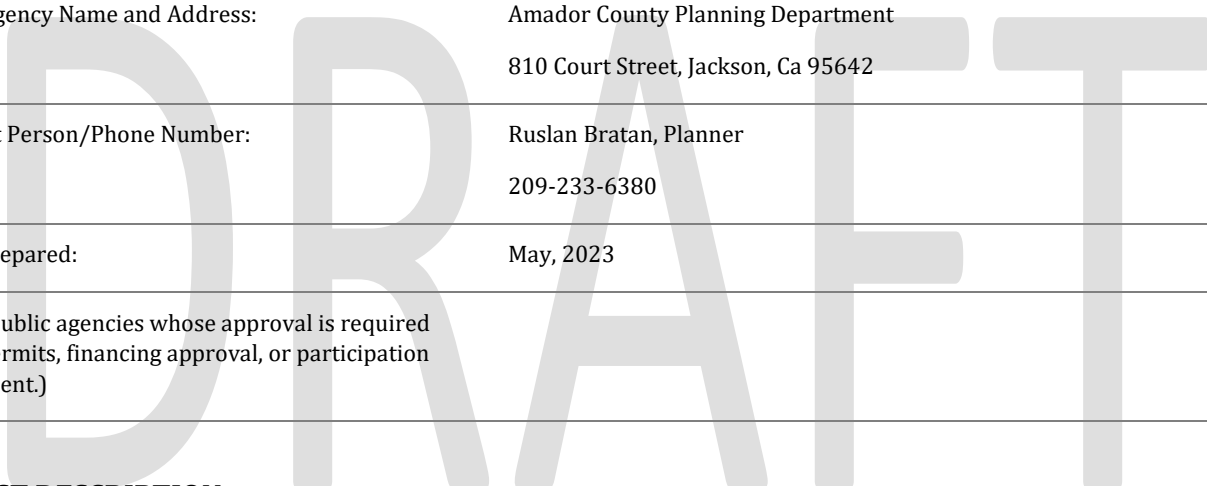 gency Name and Address: Amador County Planning Department
810 Court Street, Jackson, Ca 95642
t Person/Phone Number: Ruslan Bratan, Planner
209-233-6380
epared: May, 2023
ublic agencies whose approval is required
ermits, financing approval, or participation
ent.)
DRAFT